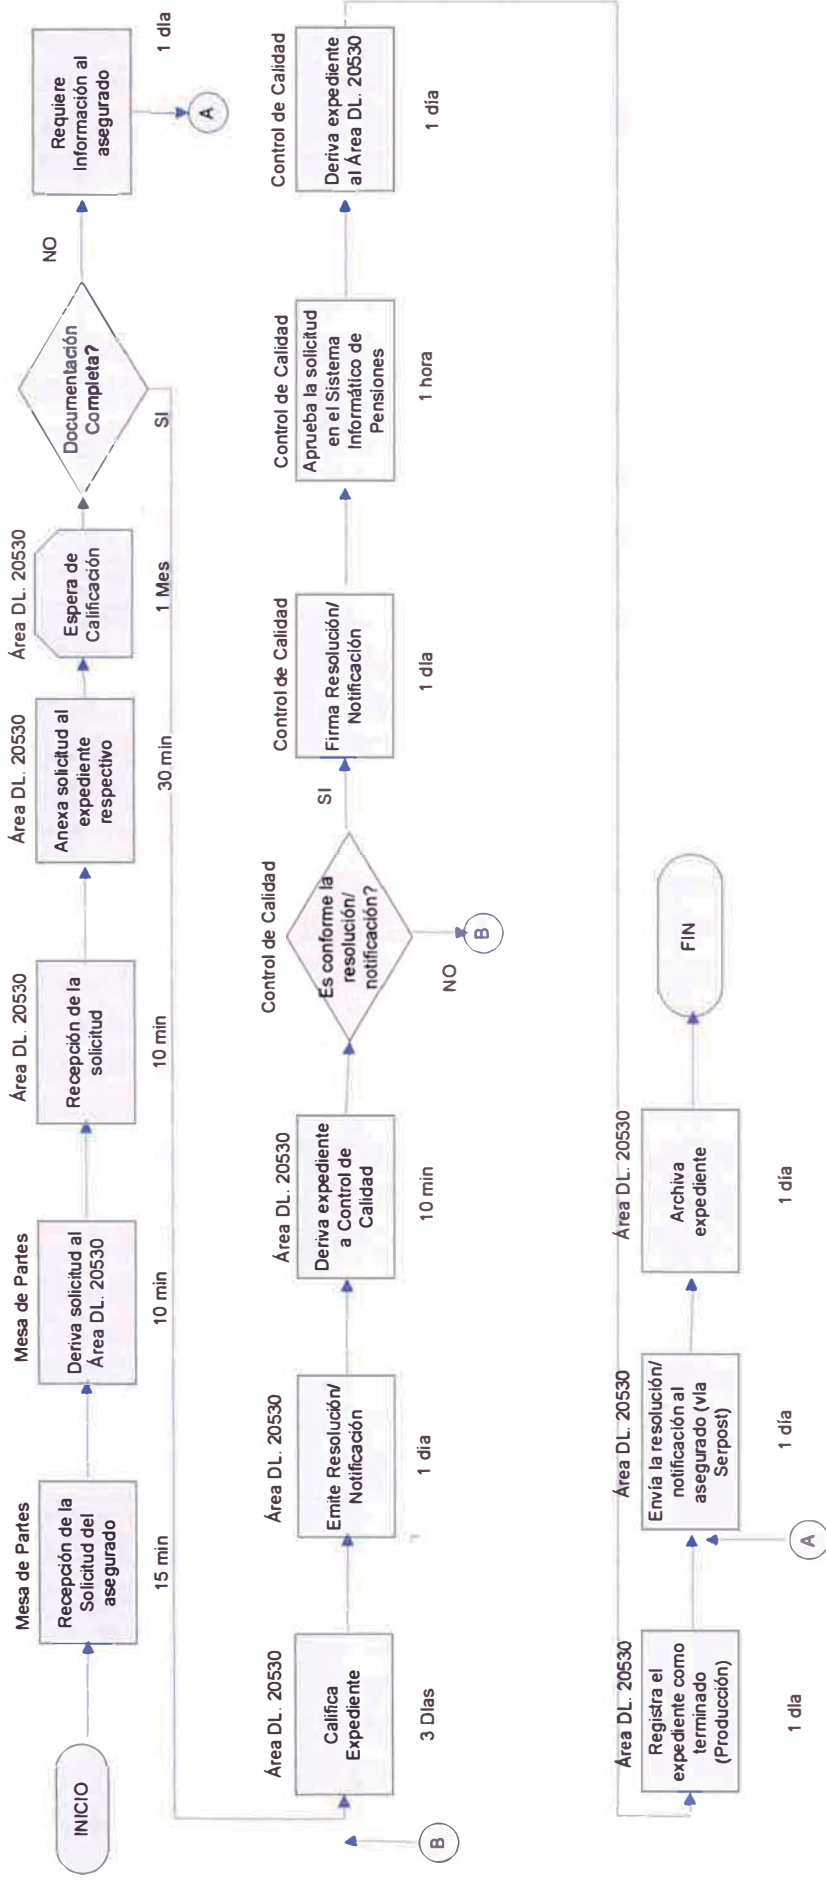 INICIO
Mesa de Partes
Recepción de la
Solicitud del
asegurado
15 min
Mesa de Partes
Deriva solicitud al
Área DL. 20530
10 min
Área DL. 20530
Recepción de la
solicitud
10 min
Área DL. 20530
Anexa solicitud al
expediente
respectivo
30 min
Área DL. 20530
Espera de
Calificación
1 Mes
Documentación
Completa?
NO
SI
Requiere
Información al
asegurado
1 dla
A
B
Área DL. 20530
Califica
Expediente
3 Dlas
Área DL. 20530
Emite Resolución/
Notificación
1 dia
Área DL. 20530
Deriva expediente
a Control de
Calidad
10 min
Control de Calidad
Es conforme la
resolución/
notificación?
SI
NO
B
Control de Calidad
Firma Resolución/
Notificación
1 dla
Control de Calidad
Aprueba la solicitud
en el Sistema
Informático de
Pensiones
1 hora
Control de Calidad
Deriva expediente
al Área DL. 20530
1 día
Área DL. 20530
Registra el
expediente como
terminado
(Producción)
1 dla
A
Área DL. 20530
Envía la resolución/
notificación al
asegurado (vla
Serpost)
1 día
Área DL. 20530
Archiva
expediente
1 día
FIN